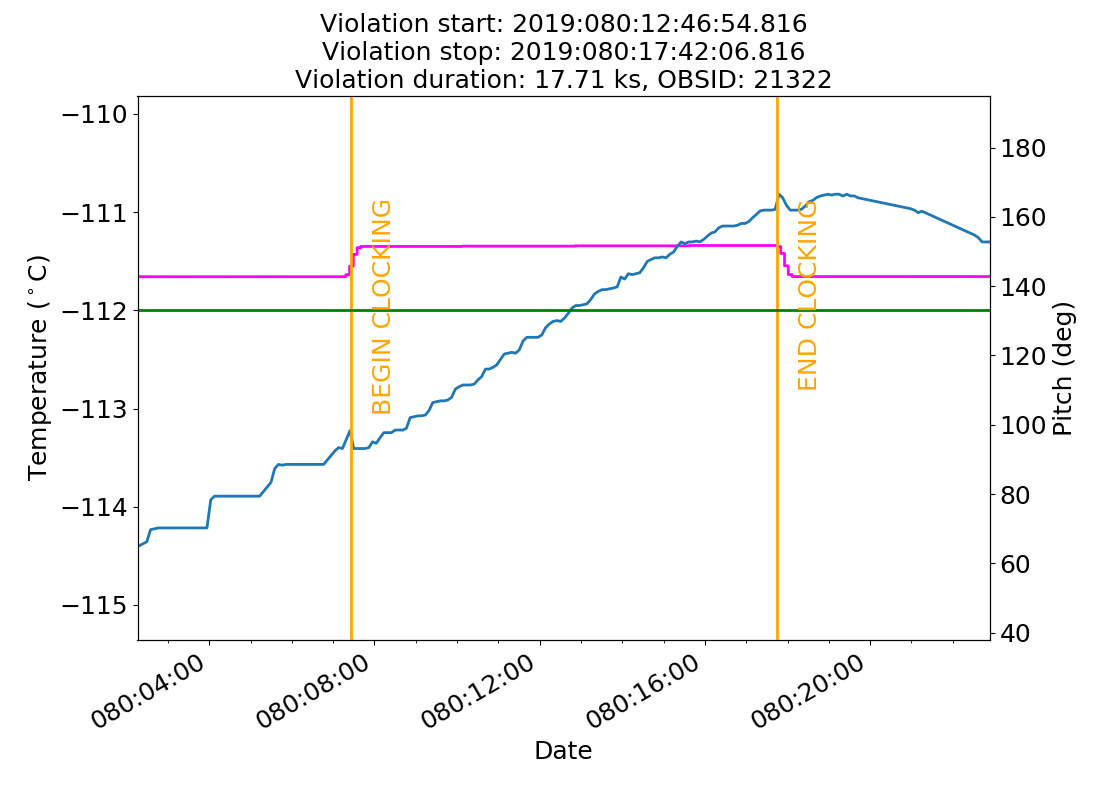 Violation start: 2019:080:12:46:54.816
Violation stop: 2019:080:17:42:06.816
Violation duration: 17.71 ks, OBSID: 21322
−110
−111
−112
−113
−114
−115
Temperature (°C)
BEGIN CLOCKING
END CLOCKING
180
160
140
120
100
80
60
40
Pitch (deg)
080:04:00
080:08:00
080:12:00
080:16:00
080:20:00
Date